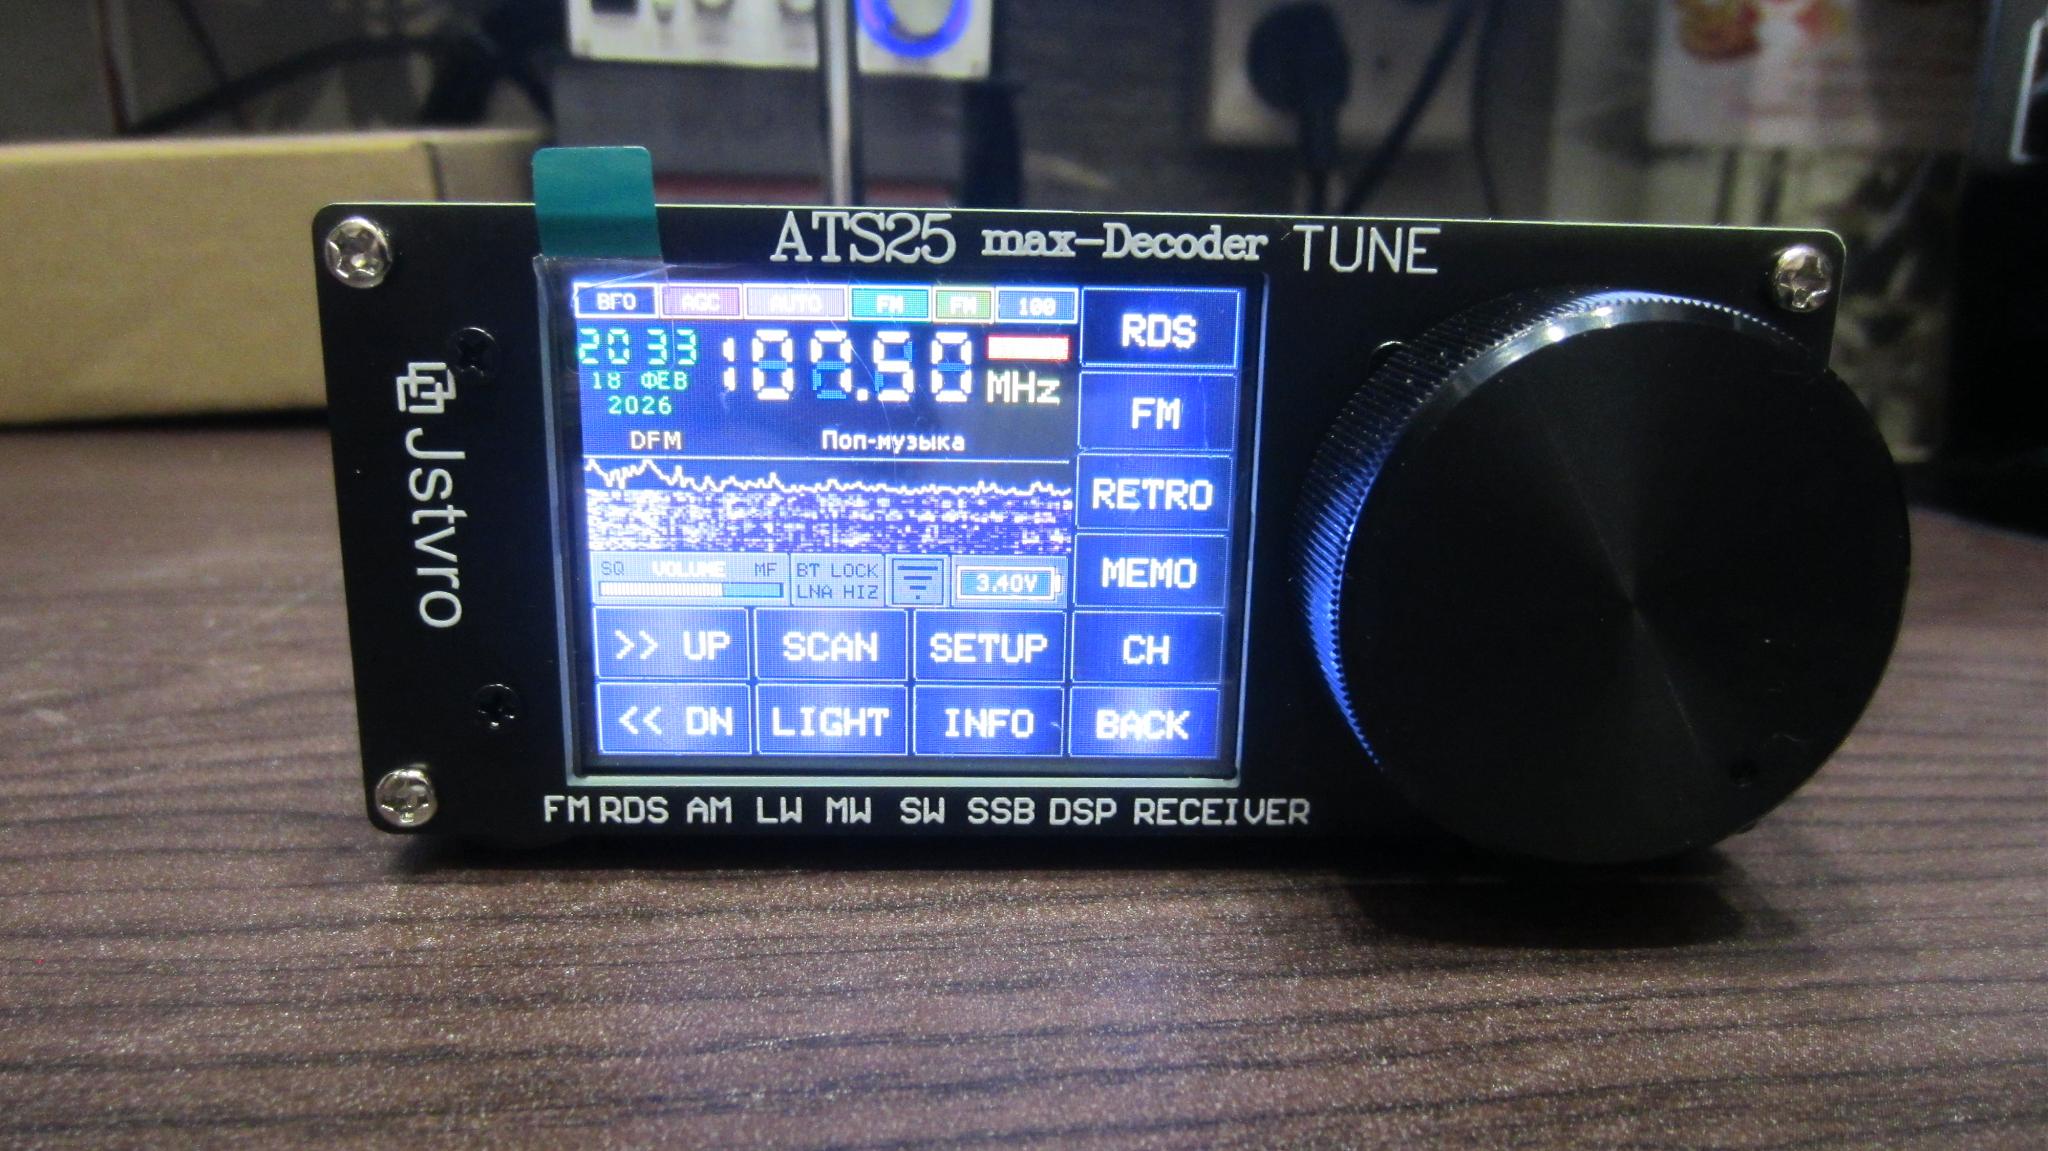 ATS25 max-Decoder TUNE
Jstvro
BFO AGC AUTO FM FM 100
RDS
20 33
107.50
MHz
18 ФЕВ
2026
FM
DFM
Поп-музыка
RETRO
SQ VOLUME MF
BT LOCK
LNA HIZ
3.40V
MEMO
>> UP SCAN SETUP CH
<< DN LIGHT INFO BACK
FM RDS AM LW MW SW SSB DSP RECEIVER